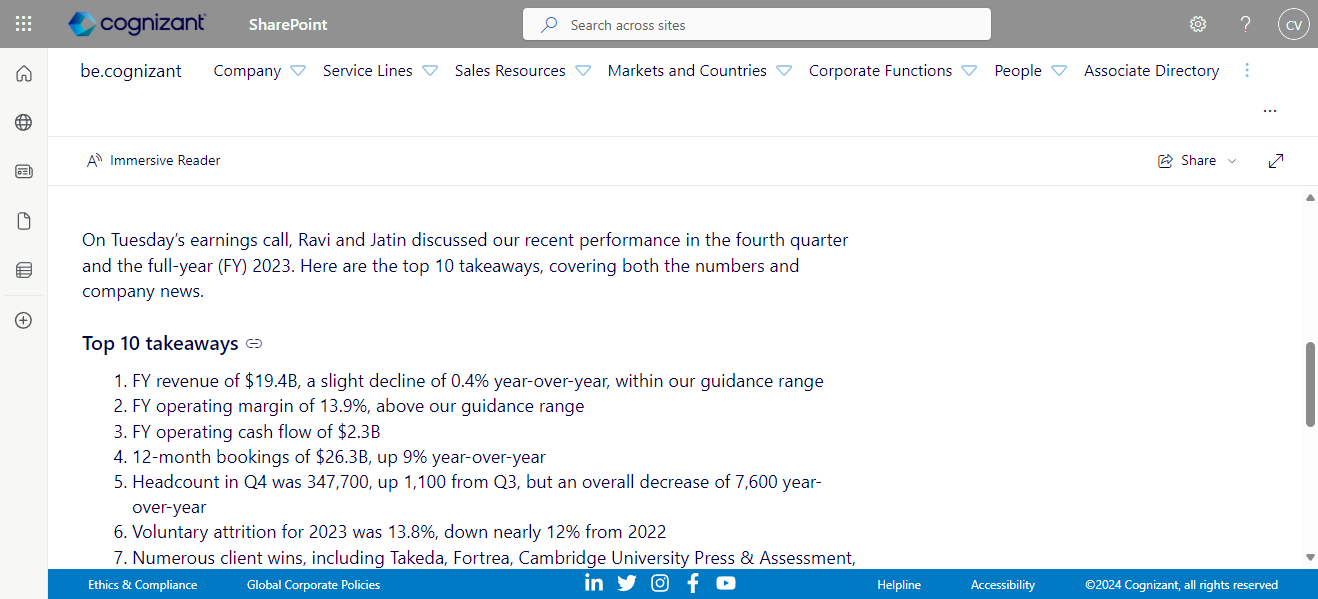 cognizant SharePoint Search across sites ? CV
be.cognizant Company Service Lines Sales Resources Markets and Countries Corporate Functions People Associate Directory
...
Immersive Reader Share
On Tuesday’s earnings call, Ravi and Jatin discussed our recent performance in the fourth quarter
and the full-year (FY) 2023. Here are the top 10 takeaways, covering both the numbers and
company news.
Top 10 takeaways
1. FY revenue of $19.4B, a slight decline of 0.4% year-over-year, within our guidance range
2. FY operating margin of 13.9%, above our guidance range
3. FY operating cash flow of $2.3B
4. 12-month bookings of $26.3B, up 9% year-over-year
5. Headcount in Q4 was 347,700, up 1,100 from Q3, but an overall decrease of 7,600 year-
over-year
6. Voluntary attrition for 2023 was 13.8%, down nearly 12% from 2022
7. Numerous client wins, including Takeda, Fortrea, Cambridge University Press & Assessment,
Ethics & Compliance Global Corporate Policies Helpline Accessibility ©2024 Cognizant, all rights reserved